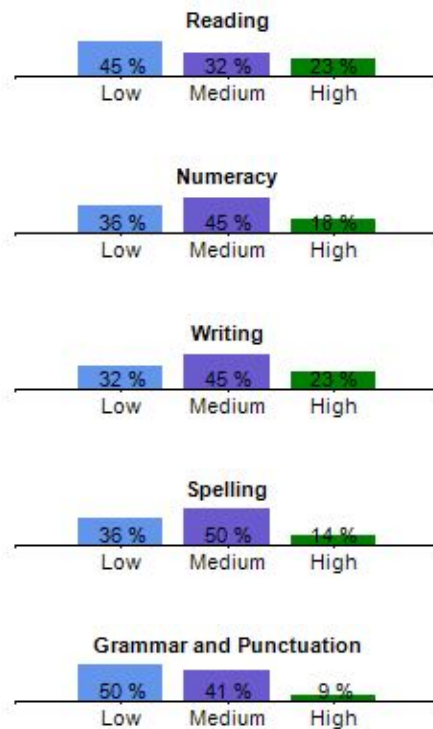 Reading
45 % 32 % 23 %
Low Medium High
Numeracy
36 % 45 % 18 %
Low Medium High
Writing
32 % 45 % 23 %
Low Medium High
Spelling
36 % 50 % 14 %
Low Medium High
Grammar and Punctuation
50 % 41 % 9 %
Low Medium High